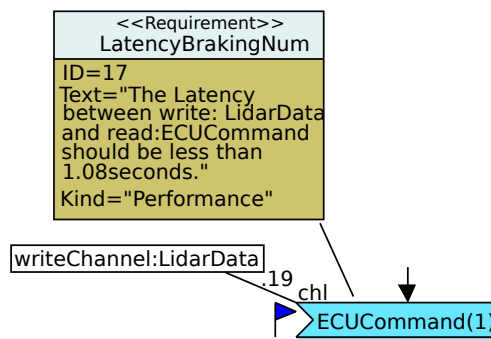 <<Requirement>>
LatencyBrakingNum
ID=17
Text="The Latency
between write: LidarData
and read:ECUCommand
should be less than
1.08seconds."
Kind="Performance"
writeChannel:LidarData
.19
chl
ECUCommand(1)